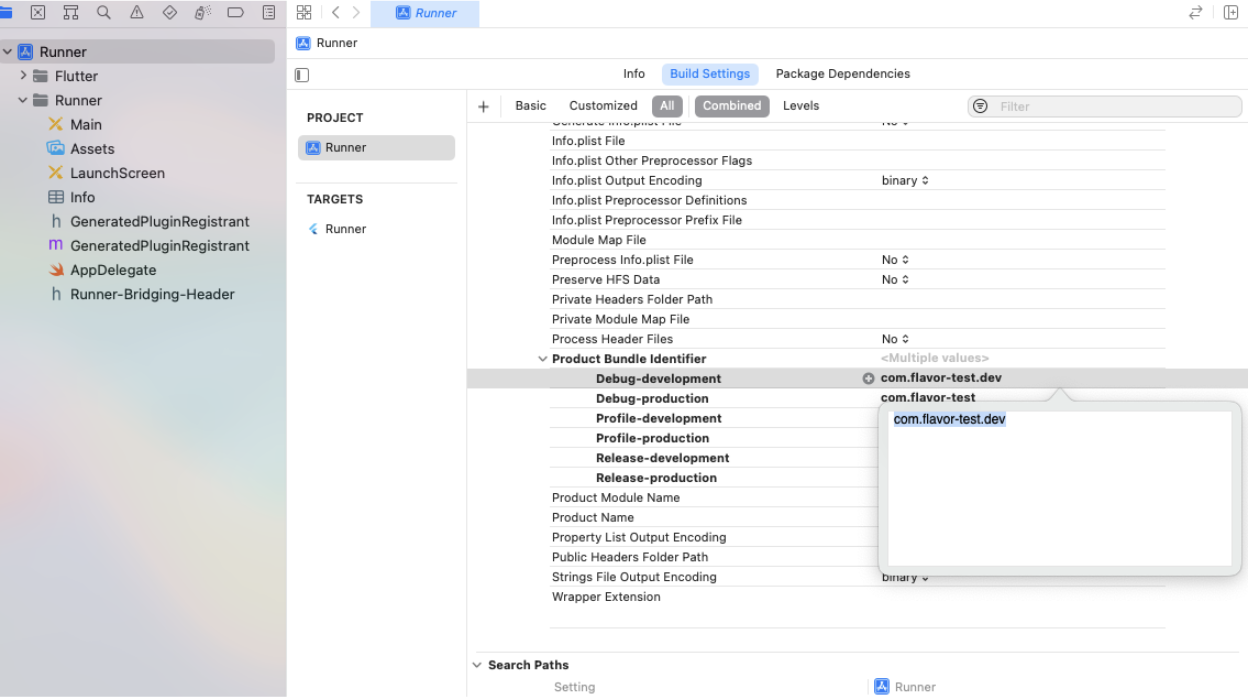 Runner
Runner
Runner
Flutter
Runner
Main
Assets
LaunchScreen
Info
h GeneratedPluginRegistrant
m GeneratedPluginRegistrant
AppDelegate
h Runner-Bridging-Header
Info Build Settings Package Dependencies
PROJECT
Runner
TARGETS
Runner
+ Basic Customized All Combined Levels Filter
Generate Info.plist File No
Info.plist File
Info.plist Other Preprocessor Flags
Info.plist Output Encoding binary
Info.plist Preprocessor Definitions
Info.plist Preprocessor Prefix File
Module Map File
Preprocess Info.plist File No
Preserve HFS Data No
Private Headers Folder Path
Private Module Map File
Process Header Files No
Product Bundle Identifier <Multiple values>
Debug-development com.flavor-test.dev
Debug-production com.flavor-test
Profile-development
Profile-production
Release-development
Release-production
com.flavor-test.dev
Product Module Name
Product Name
Property List Output Encoding
Public Headers Folder Path
Strings File Output Encoding binary
Wrapper Extension
Search Paths
Setting Runner